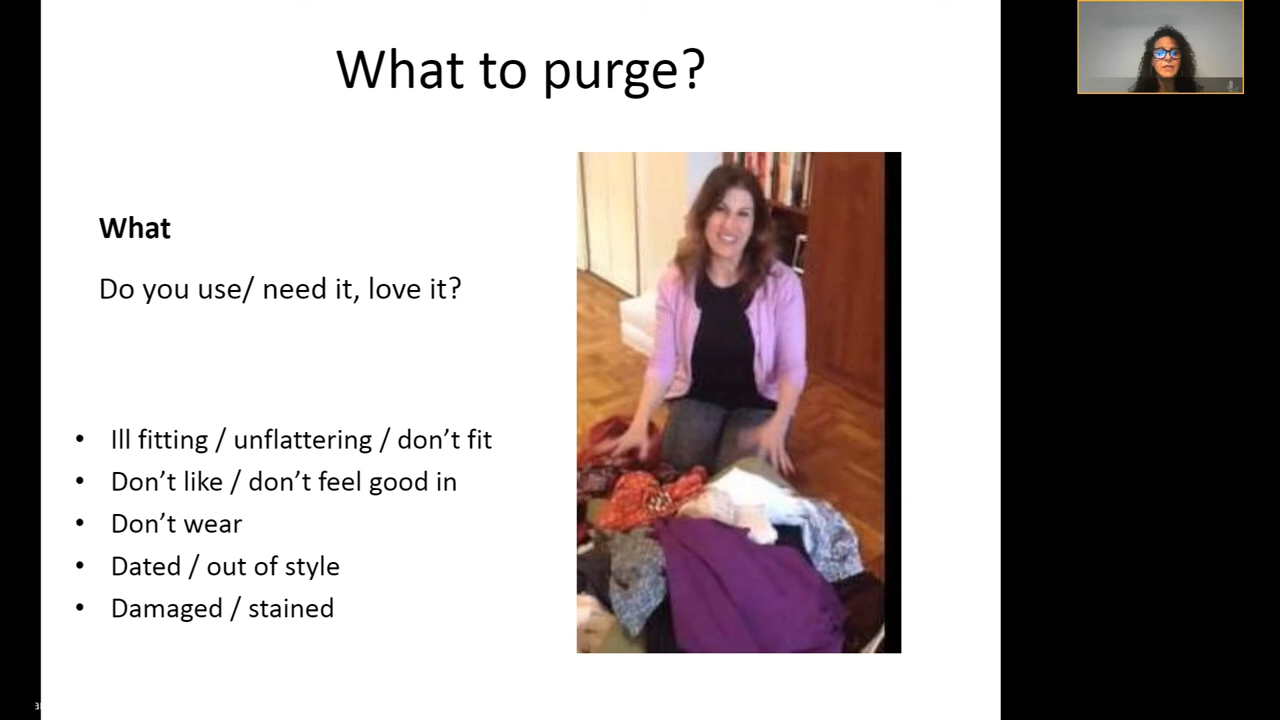 What to purge?
What
Do you use/ need it, love it?
• Ill fitting / unflattering / don’t fit
• Don’t like / don’t feel good in
• Don’t wear
• Dated / out of style
• Damaged / stained